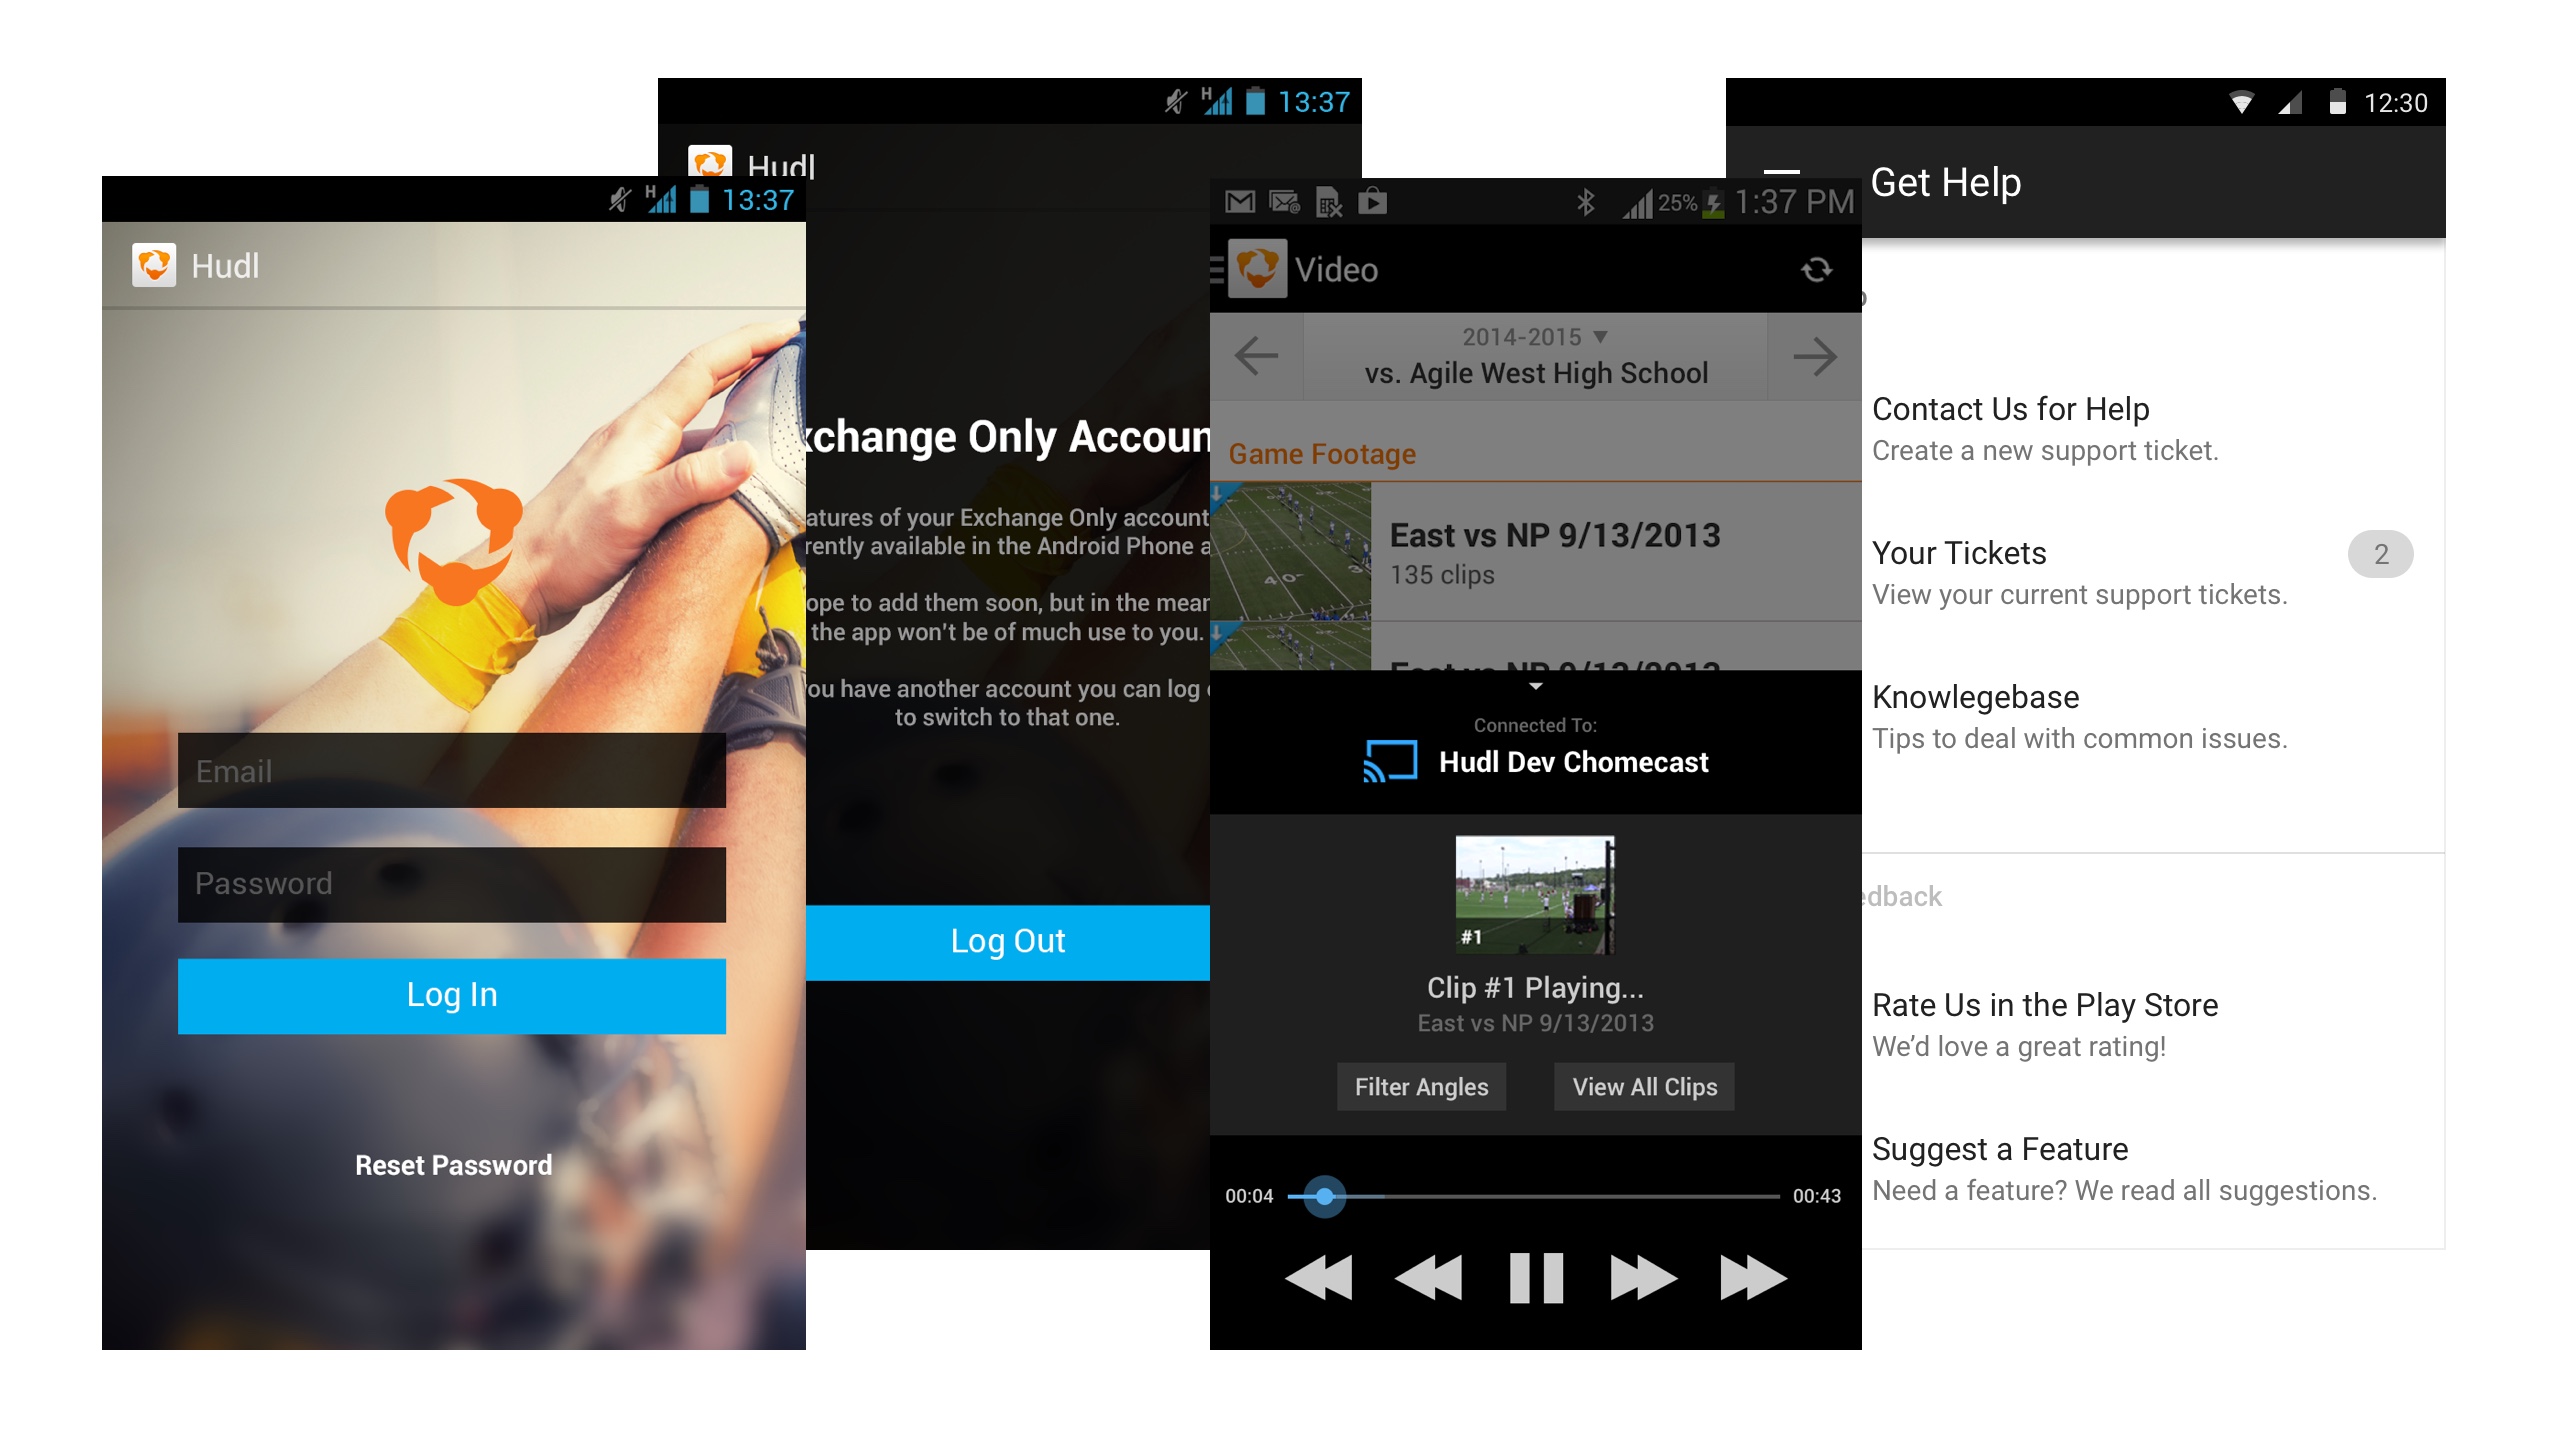 13:37
Hudl
Email
Password
Log In
Reset Password
H
13:37
Hudl
xchange Only Accoun
atures of your Exchange Only account
rently available in the Android Phone a
ope to add them soon, but in the mean
the app won't be of much use to you.
ou have another account you can log
to switch to that one.
Log Out
25% 1:37 PM
Video
2014-2015
vs. Agile West High School
Game Footage
East vs NP 9/13/2013
135 clips
East vs NP 9/13/2013
Connected To:
Hudl Dev Chomecast
#1
Clip #1 Playing...
East vs NP 9/13/2013
Filter Angles View All Clips
00:04 00:43
12:30
Get Help
Contact Us for Help
Create a new support ticket.
Your Tickets 2
View your current support tickets.
Knowlegebase
Tips to deal with common issues.
edback
Rate Us in the Play Store
We’d love a great rating!
Suggest a Feature
Need a feature? We read all suggestions.